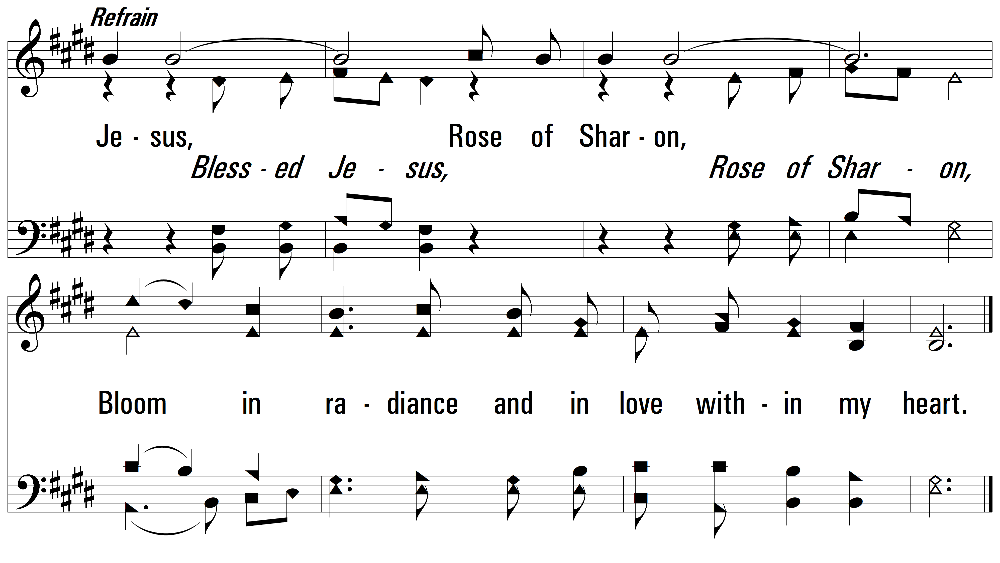 Refrain
Je - sus, Rose of Shar - on,
Bless - ed Je - sus, Rose of Shar - on,
Bloom in ra - diance and in love with - in my heart.